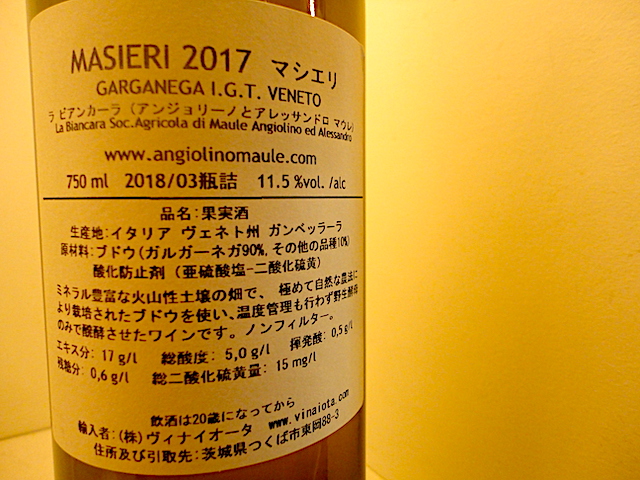 MASIERI 2017 マシエリ
GARGANEGA I.G.T. VENETO
ラ ビアンカーラ (アンジョリーノとアレッサンドロ マウレ)
La Biancara Soc.Agricola di Maule Angiolino ed Alessandro
www.angiolinomaule.com
750 ml 2018/03瓶詰 11.5 %vol. /alc
品名:果実酒
生産地:イタリア ヴェネト州 ガンベッラーラ
原材料:ブドウ(ガルガーネガ90%, その他の品種10%)
酸化防止剤 (亜硫酸塩-二酸化硫黄)
ミネラル豊富な火山性土壌の畑で、極めて自然な農法に
より栽培されたブドウを使い、温度管理も行わず野生酵母
のみで醗酵させたワインです。ノンフィルター。
エキス分: 17 g/l 総酸度: 5,0 g/l 揮発酸: 0,5 g/l
残糖分: 0,6 g/l 総二酸化硫黄量: 15 mg/l
飲酒は20歳になってから
輸入者:(株)ヴィナイオータ www.vinaiota.com
住所及び引取先:茨城県つくば市東岡88-3